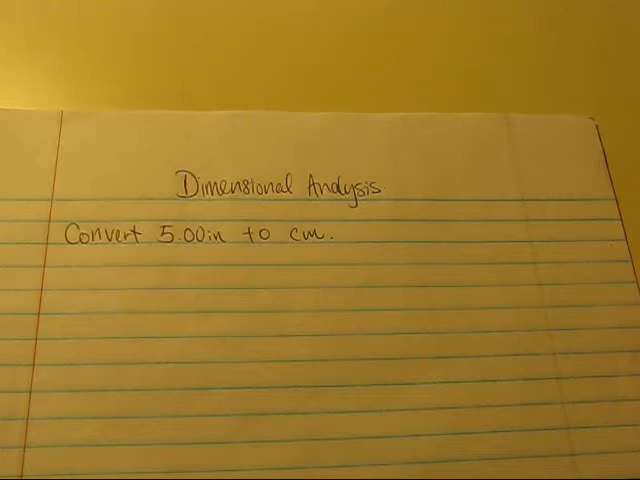 Dimensional Analysis
Convert 5.00in to cm.